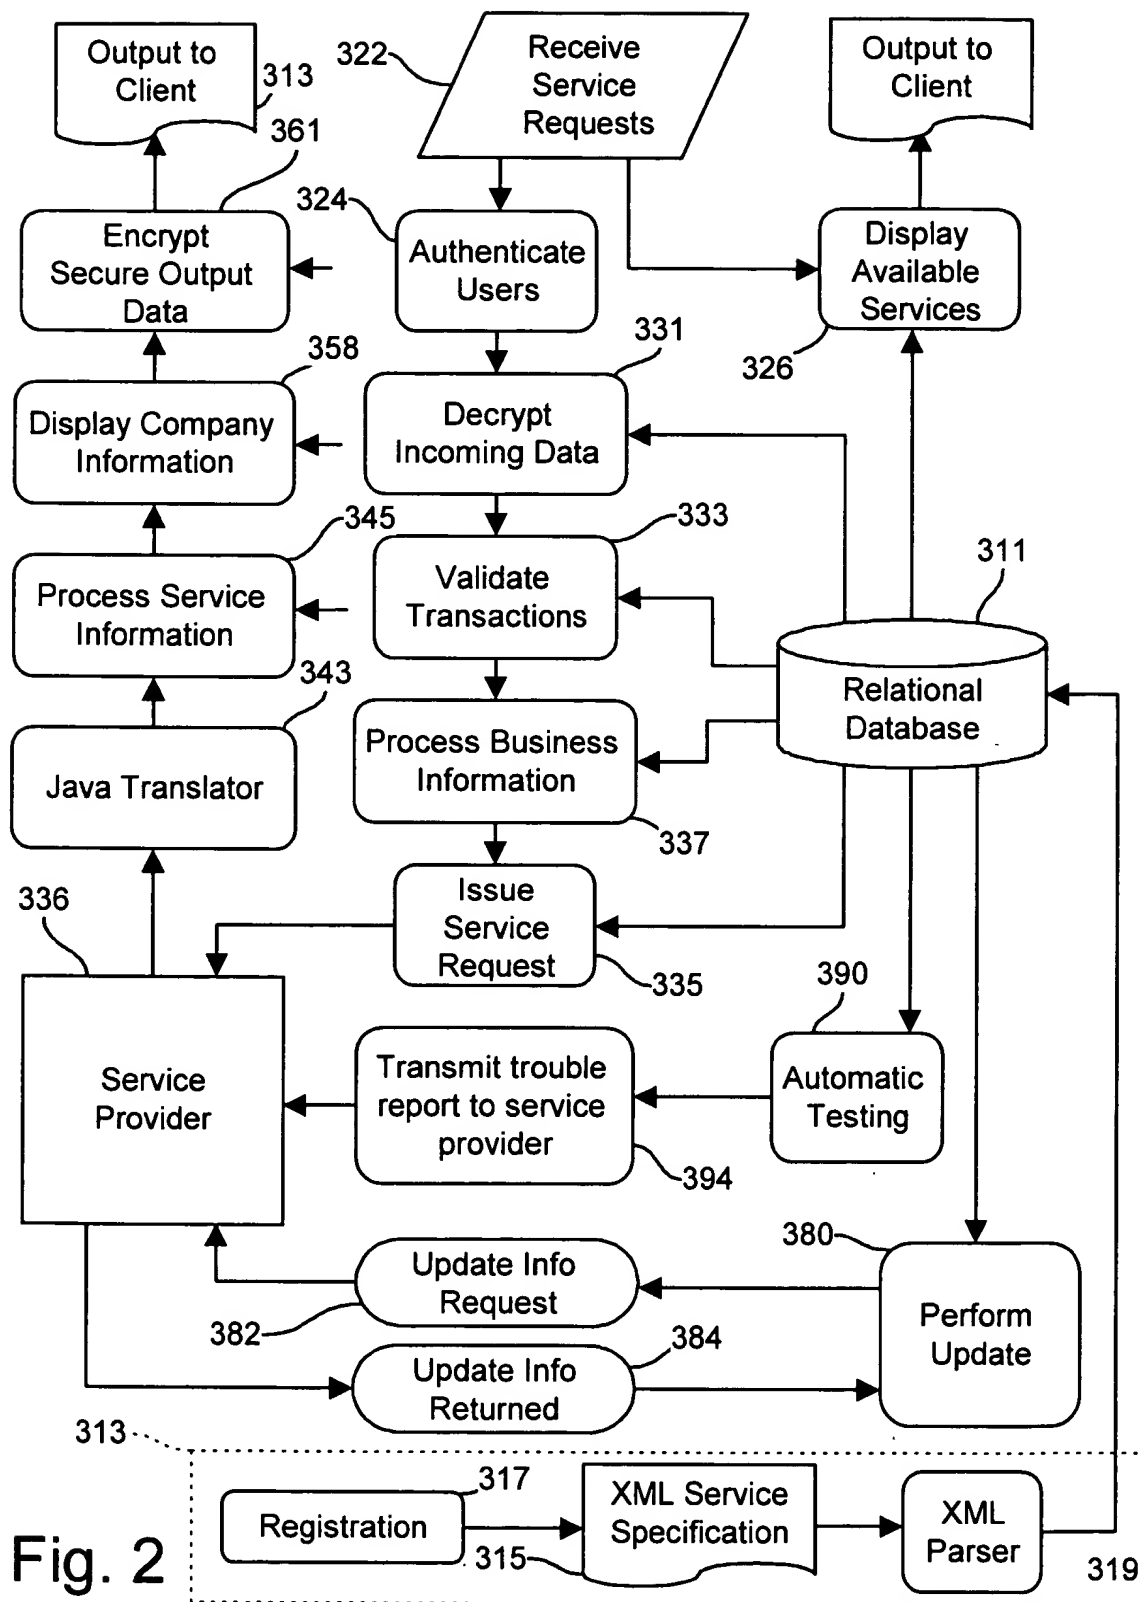 Output to
Client
313
361
322
Receive
Service
Requests
Output to
Client
324
Encrypt
Secure Output
Data
Authenticate
Users
Display
Available
Services
326
358
331
Display Company
Information
Decrypt
Incoming Data
345
333
311
Process Service
Information
Validate
Transactions
343
Relational
Database
Java Translator
Process Business
Information
337
336
Issue
Service
Request
335
390
Service
Provider
Transmit trouble
report to service
provider
394
Automatic
Testing
380
Update Info
Request
382
Perform
Update
384
Update Info
Returned
313
317
Registration
XML Service
Specification
315
XML
Parser
319
Fig. 2